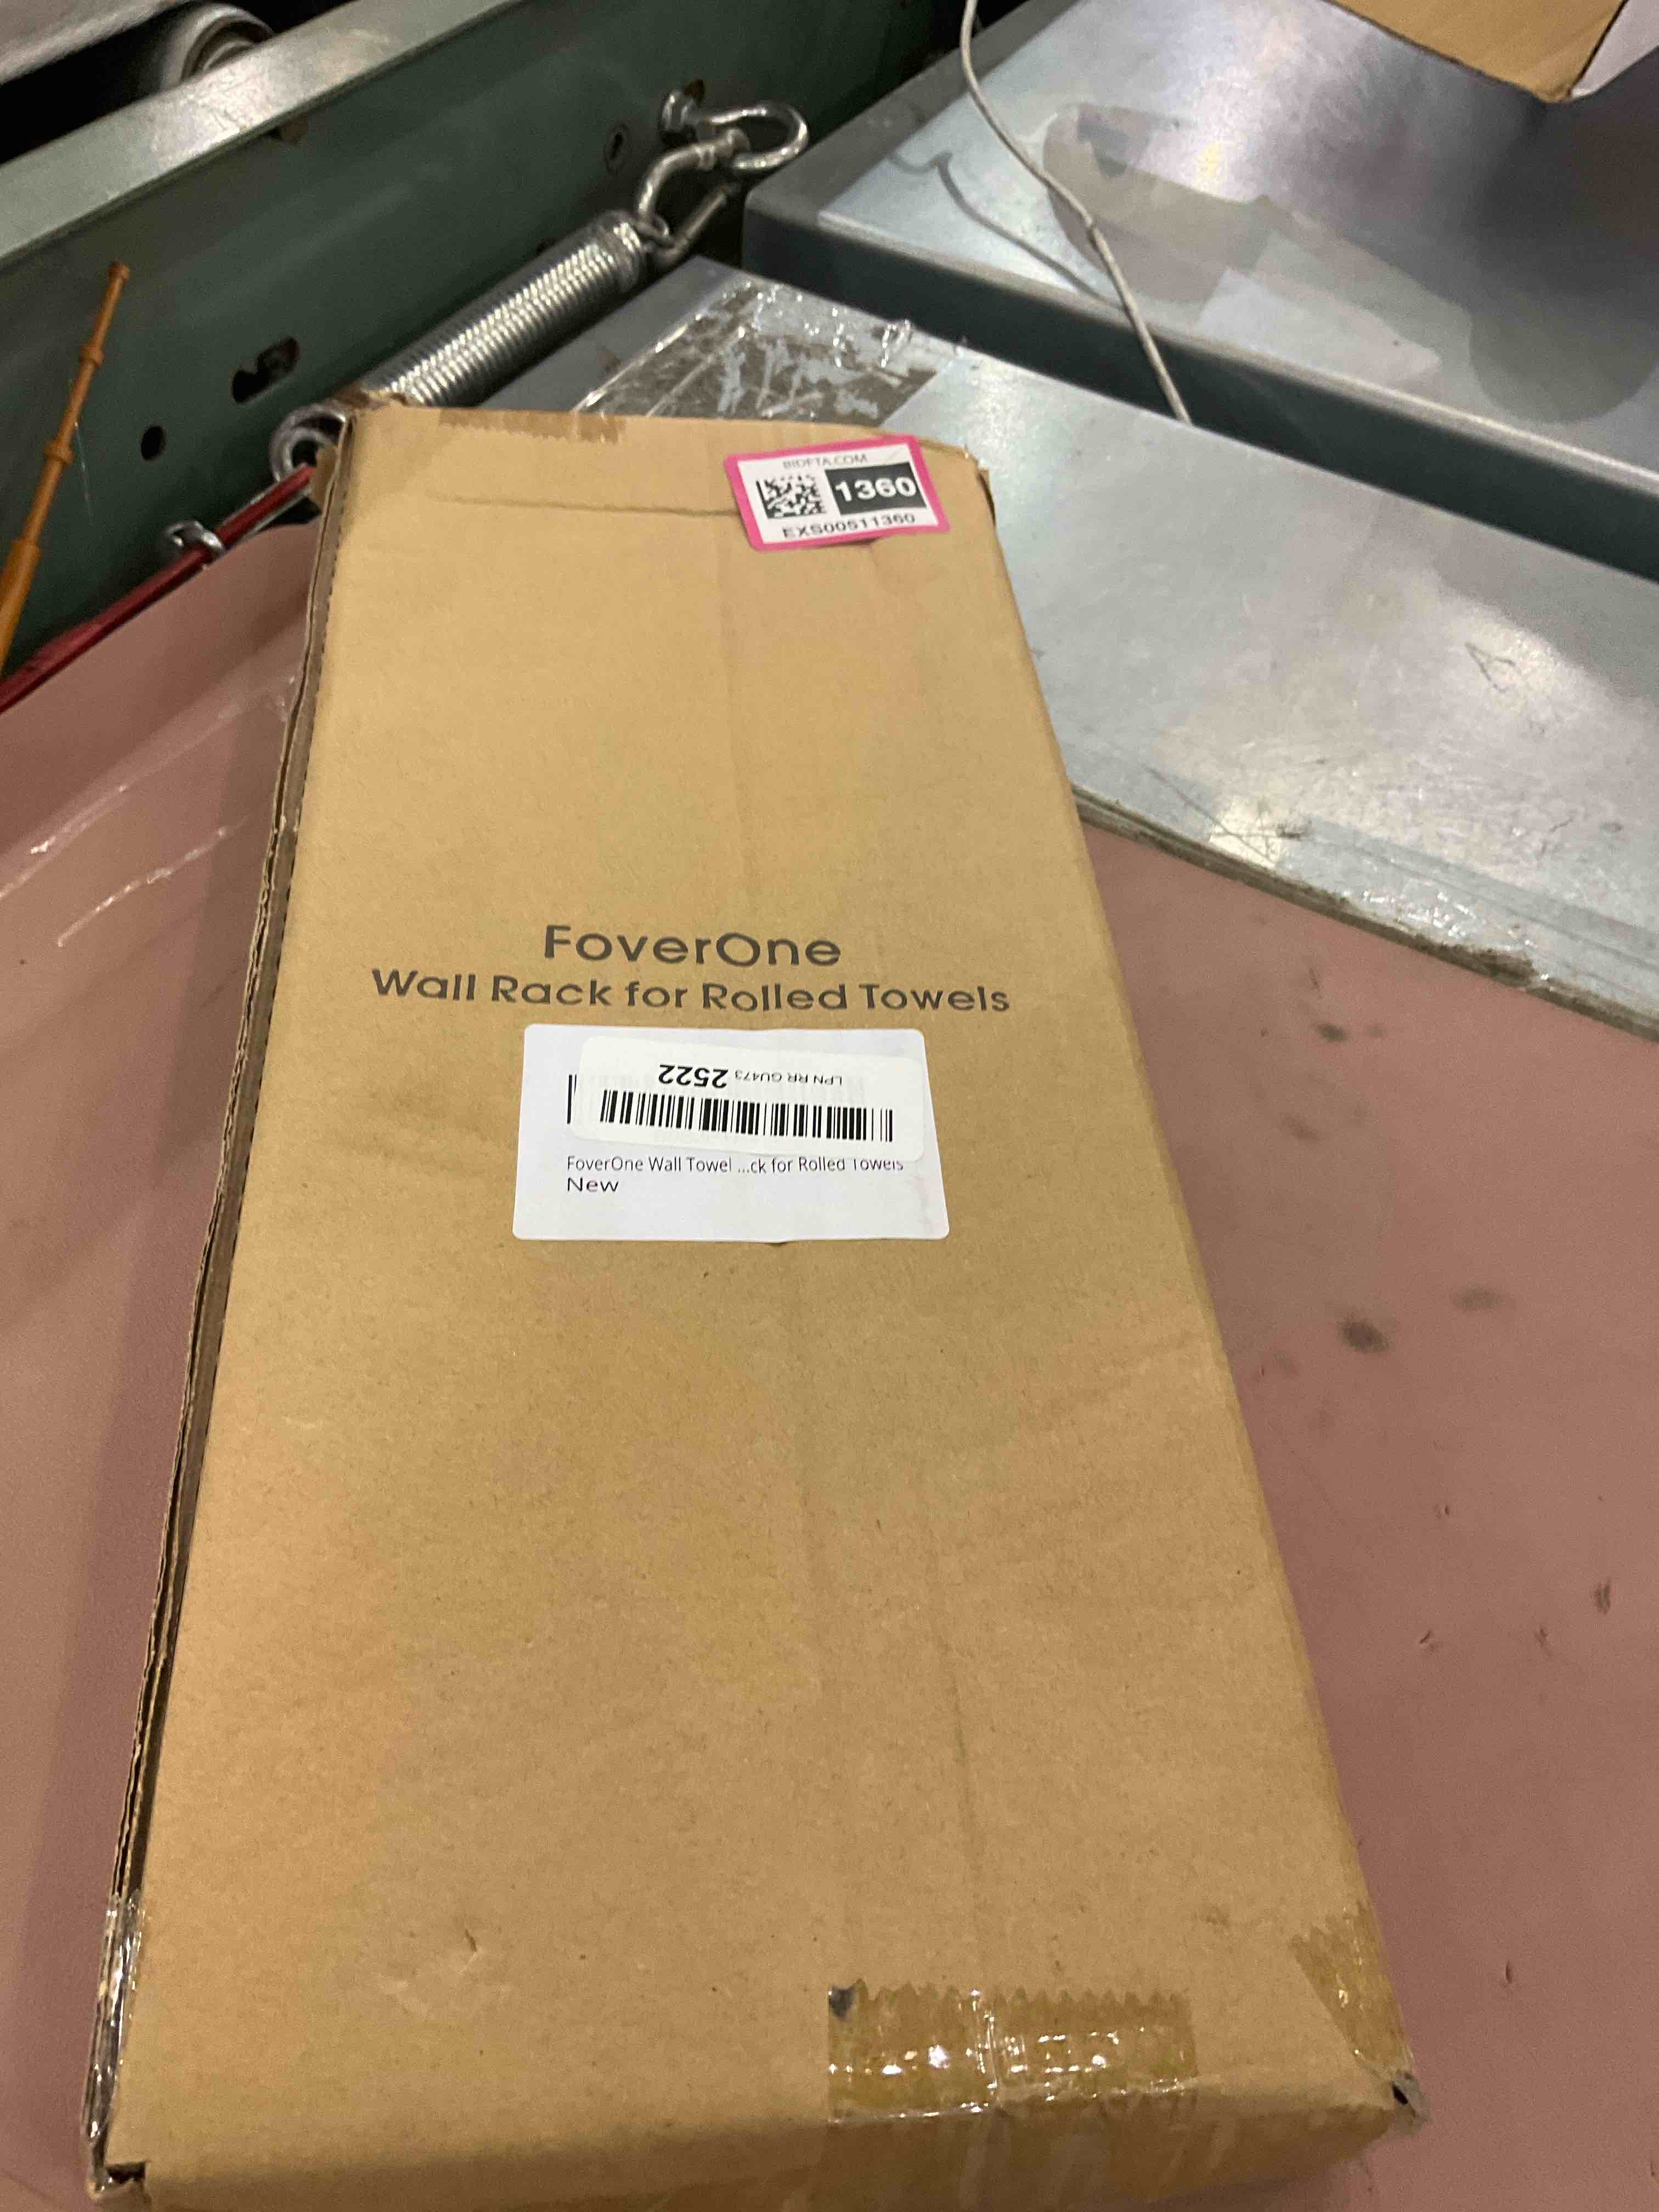 BIDFTA.COM
1360
EXS00511360
FoverOne
Wall Rack for Rolled Towels
LPN RR GU473 2522
FoverOne Wall Towel ...ck for Rolled Towels
New